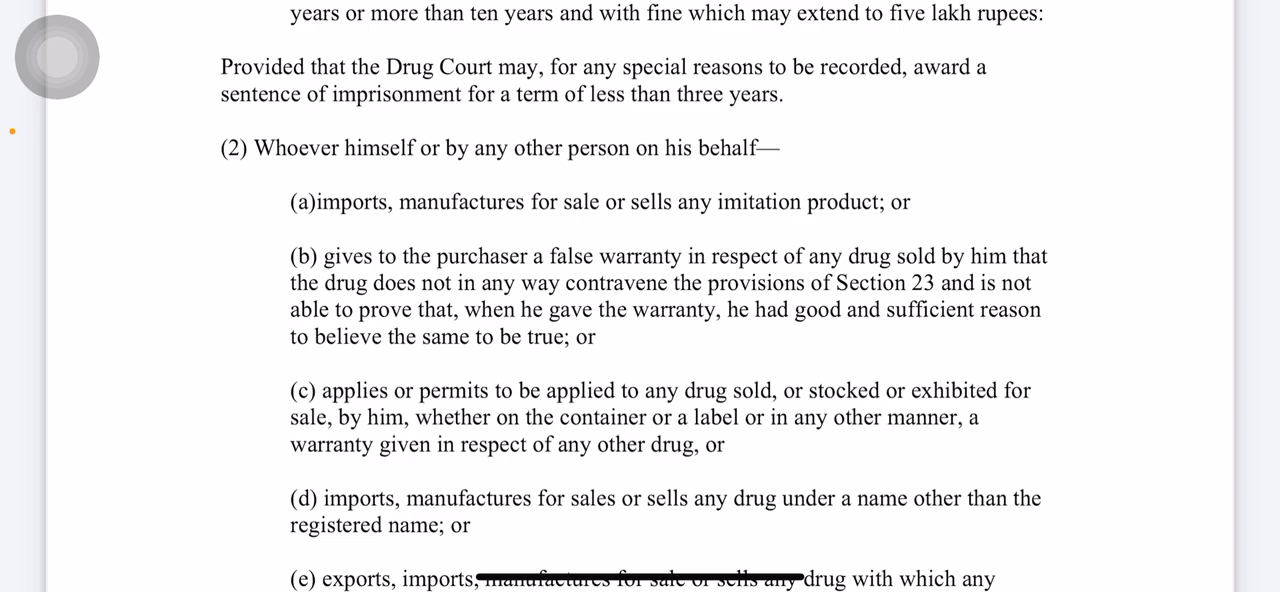 years or more than ten years and with fine which may extend to five lakh rupees:
Provided that the Drug Court may, for any special reasons to be recorded, award a
sentence of imprisonment for a term of less than three years.
(2) Whoever himself or by any other person on his behalf—
(a)imports, manufactures for sale or sells any imitation product; or
(b) gives to the purchaser a false warranty in respect of any drug sold by him that
the drug does not in any way contravene the provisions of Section 23 and is not
able to prove that, when he gave the warranty, he had good and sufficient reason
to believe the same to be true; or
(c) applies or permits to be applied to any drug sold, or stocked or exhibited for
sale, by him, whether on the container or a label or in any other manner, a
warranty given in respect of any other drug, or
(d) imports, manufactures for sales or sells any drug under a name other than the
registered name; or
(e) exports, imports, manufactures for sale or sells any drug with which any